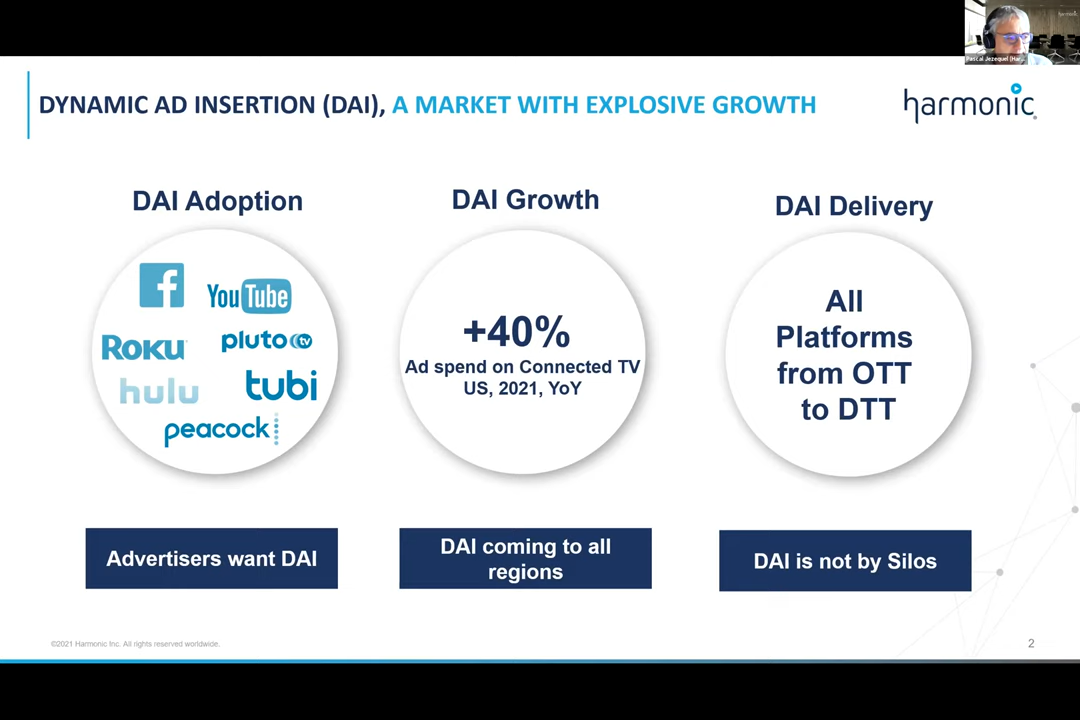 Pascal Jezequel (Har...
DYNAMIC AD INSERTION (DAI), A MARKET WITH EXPLOSIVE GROWTH
harmonic
DAI Adoption
YouTube
ROKU
pluto tv
hulu
tubi
peacock
Advertisers want DAI
DAI Growth
+40%
Ad spend on Connected TV
US, 2021, YoY
DAI coming to all
regions
DAI Delivery
All
Platforms
from OTT
to DTT
DAI is not by Silos
©2021 Harmonic Inc. All rights reserved worldwide.
2